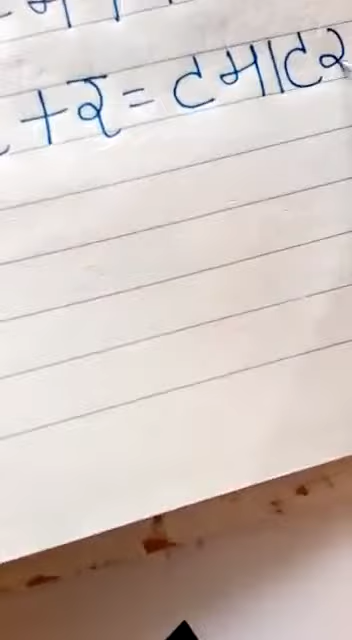 +र = टमाटर